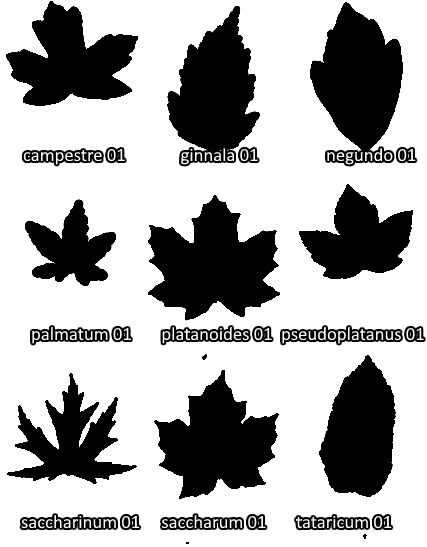 campestre 01 ginnala 01 negundo 01
palmatum 01 platanoides 01 pseudoplatanus 01
saccharinum 01 saccharum 01 tataricum 01